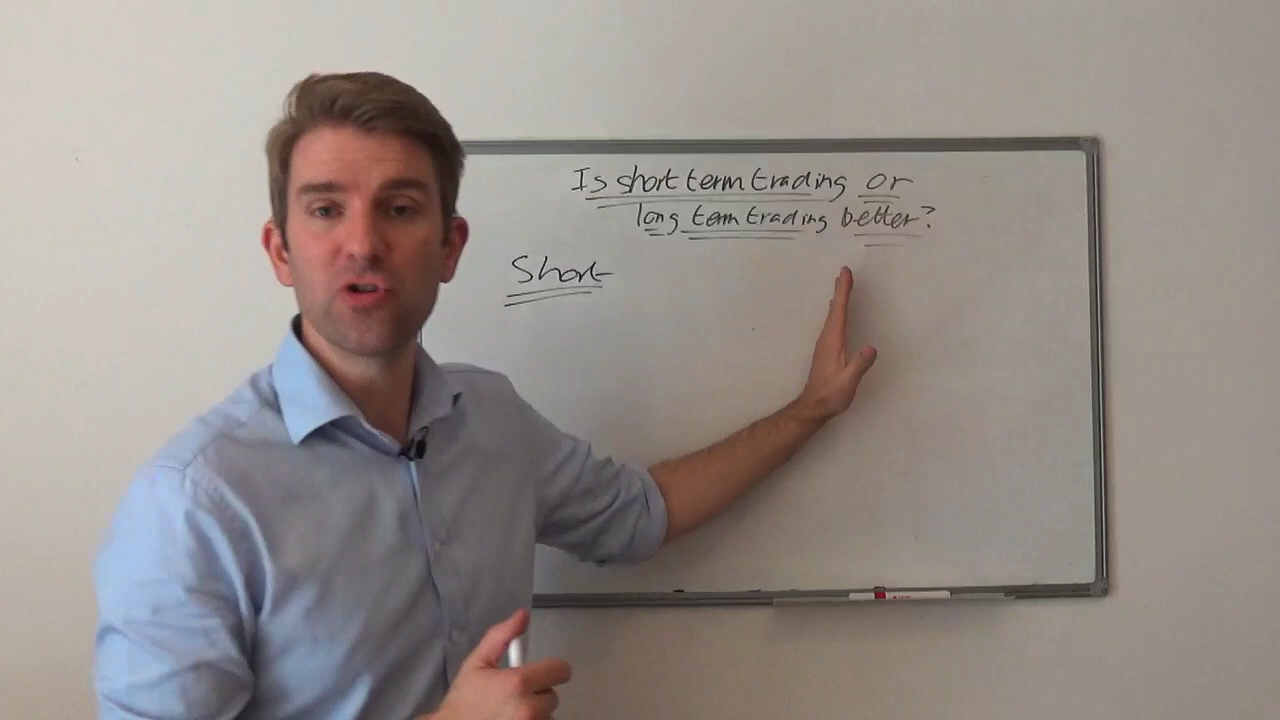 Is short term trading or
long term trading better?
Short